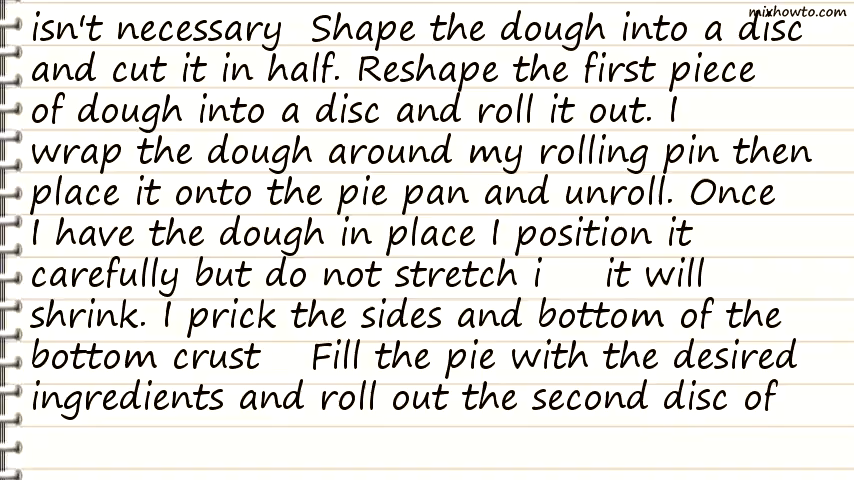 mixhowto.com
isn't necessary Shape the dough into a disc
and cut it in half. Reshape the first piece
of dough into a disc and roll it out. I
wrap the dough around my rolling pin then
place it onto the pie pan and unroll. Once
I have the dough in place I position it
carefully but do not stretch i it will
shrink. I prick the sides and bottom of the
bottom crust Fill the pie with the desired
ingredients and roll out the second disc of